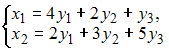 x₁ = 4y₁ + 2y₂ + y₃,
x₂ = 2y₁ + 3y₂ + 5y₃